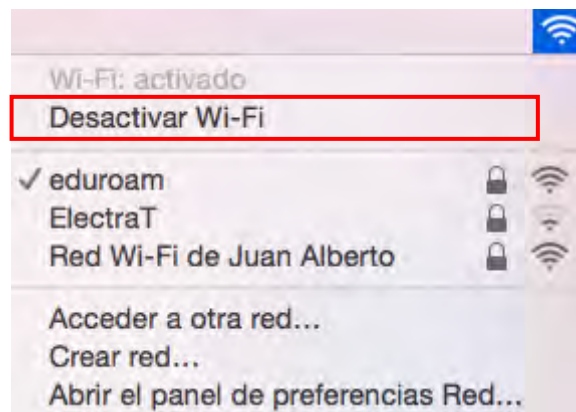 Wi-Fi: activado
Desactivar Wi-Fi
eduroam
ElectraT
Red Wi-Fi de Juan Alberto
Acceder a otra red...
Crear red...
Abrir el panel de preferencias Red...